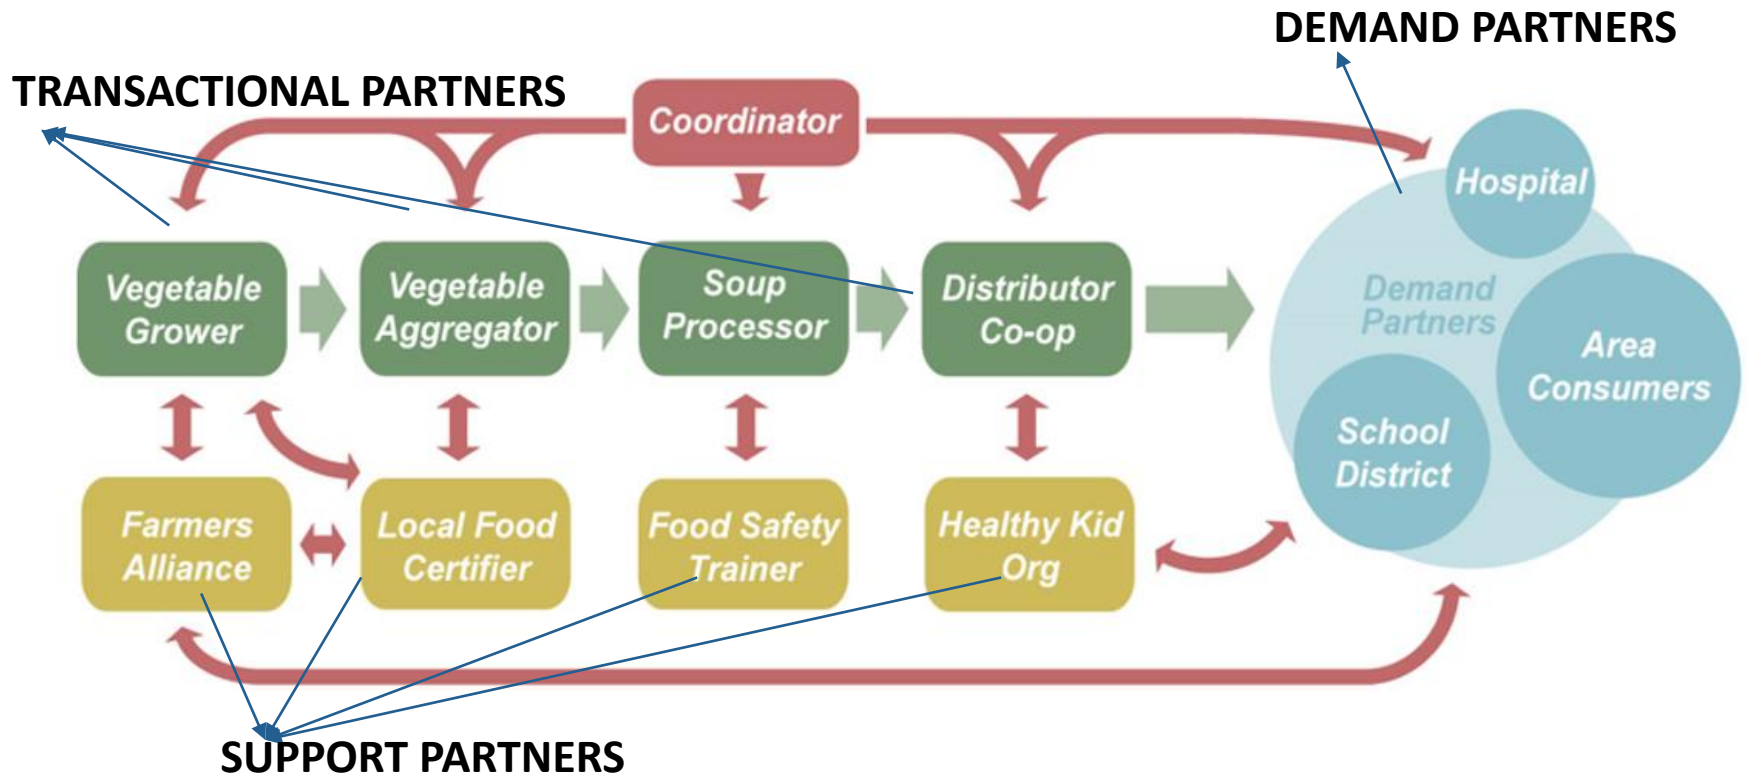 DEMAND PARTNERS
TRANSACTIONAL PARTNERS
Coordinator
Hospital
Vegetable
Grower
Vegetable
Aggregator
Soup
Processor
Distributor
Co-op
Demand
Partners
Area
Consumers
School
District
Farmers
Alliance
Local Food
Certifier
Food Safety
Trainer
Healthy Kid
Org
SUPPORT PARTNERS